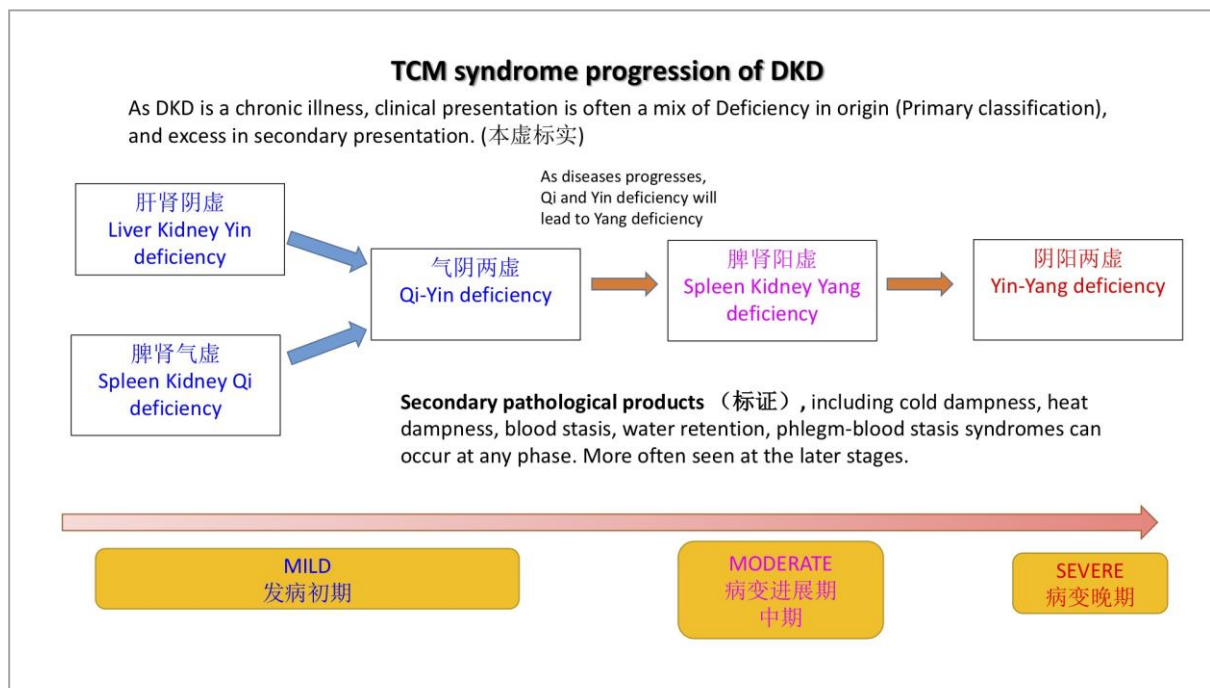 TCM syndrome progression of DKD
As DKD is a chronic illness, clinical presentation is often a mix of Deficiency in origin (Primary classification),
and excess in secondary presentation. (本虚标实)
肝肾阴虚
Liver Kidney Yin
deficiency
脾肾气虚
Spleen Kidney Qi
deficiency
气阴两虚
Qi-Yin deficiency
As diseases progresses,
Qi and Yin deficiency will
lead to Yang deficiency
脾肾阳虚
Spleen Kidney Yang
deficiency
阴阳两虚
Yin-Yang deficiency
Secondary pathological products （标证）, including cold dampness, heat
dampness, blood stasis, water retention, phlegm-blood stasis syndromes can
occur at any phase. More often seen at the later stages.
MILD
发病初期
MODERATE
病变进展期
中期
SEVERE
病变晚期